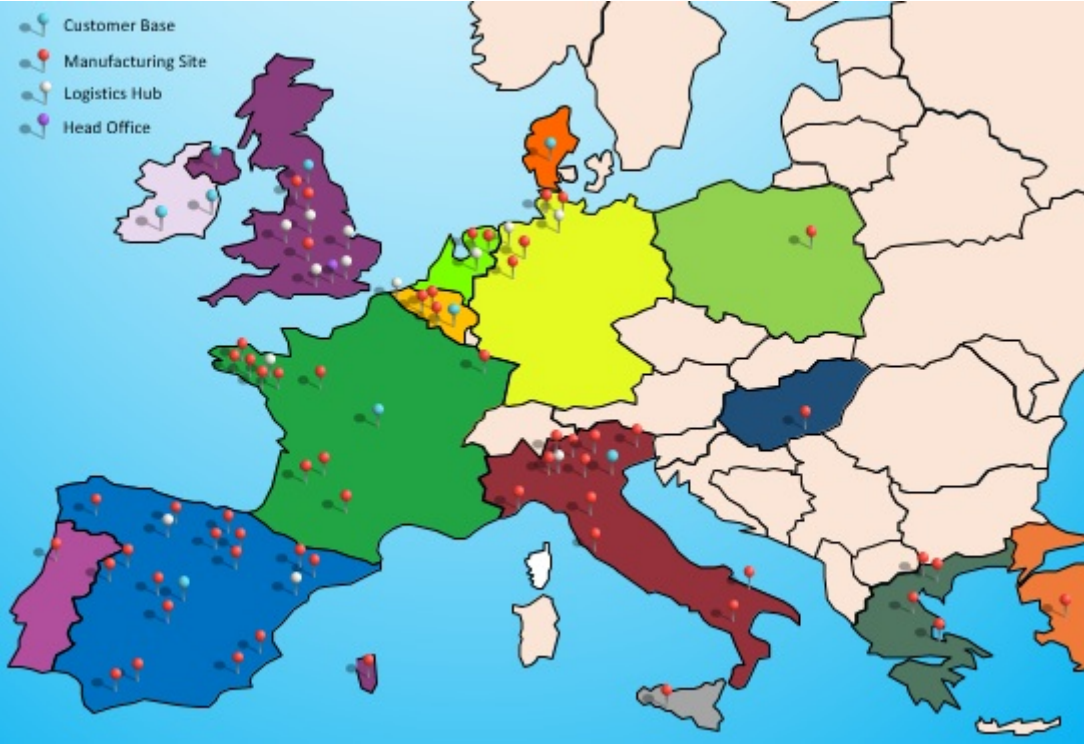 Customer Base
Manufacturing Site
Logistics Hub
Head Office